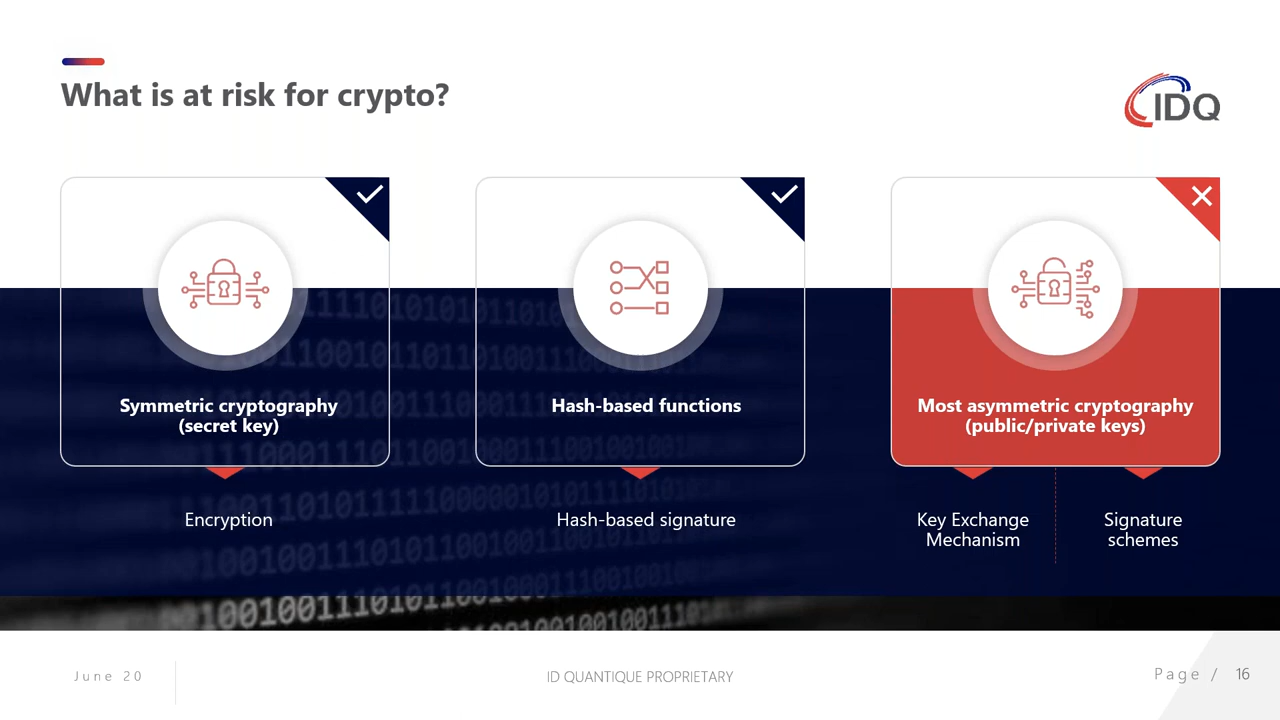 What is at risk for crypto?
IDQ
Symmetric cryptography
(secret key)
Encryption
Hash-based functions
Hash-based signature
Most asymmetric cryptography
(public/private keys)
Key Exchange
Mechanism
Signature
schemes
June 20
ID QUANTIQUE PROPRIETARY
Page / 16